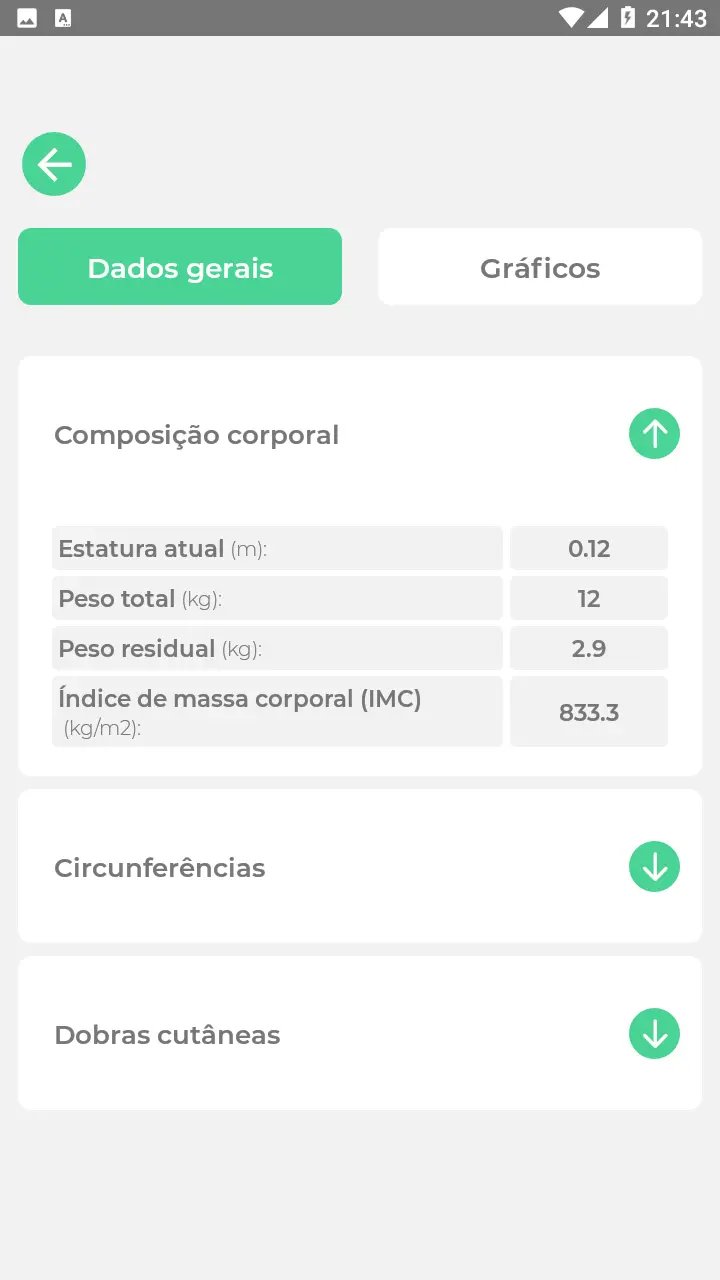 21:43
Dados gerais
Gráficos
Composição corporal
Estatura atual (m): 0.12
Peso total (kg): 12
Peso residual (kg): 2.9
Índice de massa corporal (IMC)
(kg/m2): 833.3
Circunferências
Dobras cutâneas